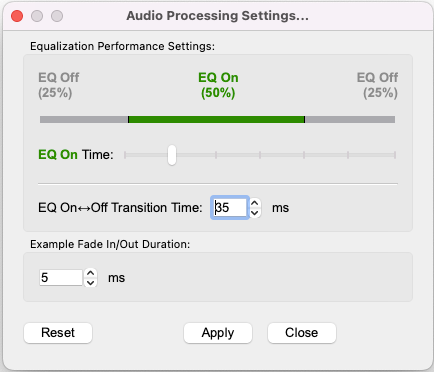 Audio Processing Settings...
Equalization Performance Settings:
EQ Off EQ On EQ Off
(25%) (50%) (25%)
EQ On Time:
EQ On↔Off Transition Time: 35 ms
Example Fade In/Out Duration:
5 ms
Reset Apply Close